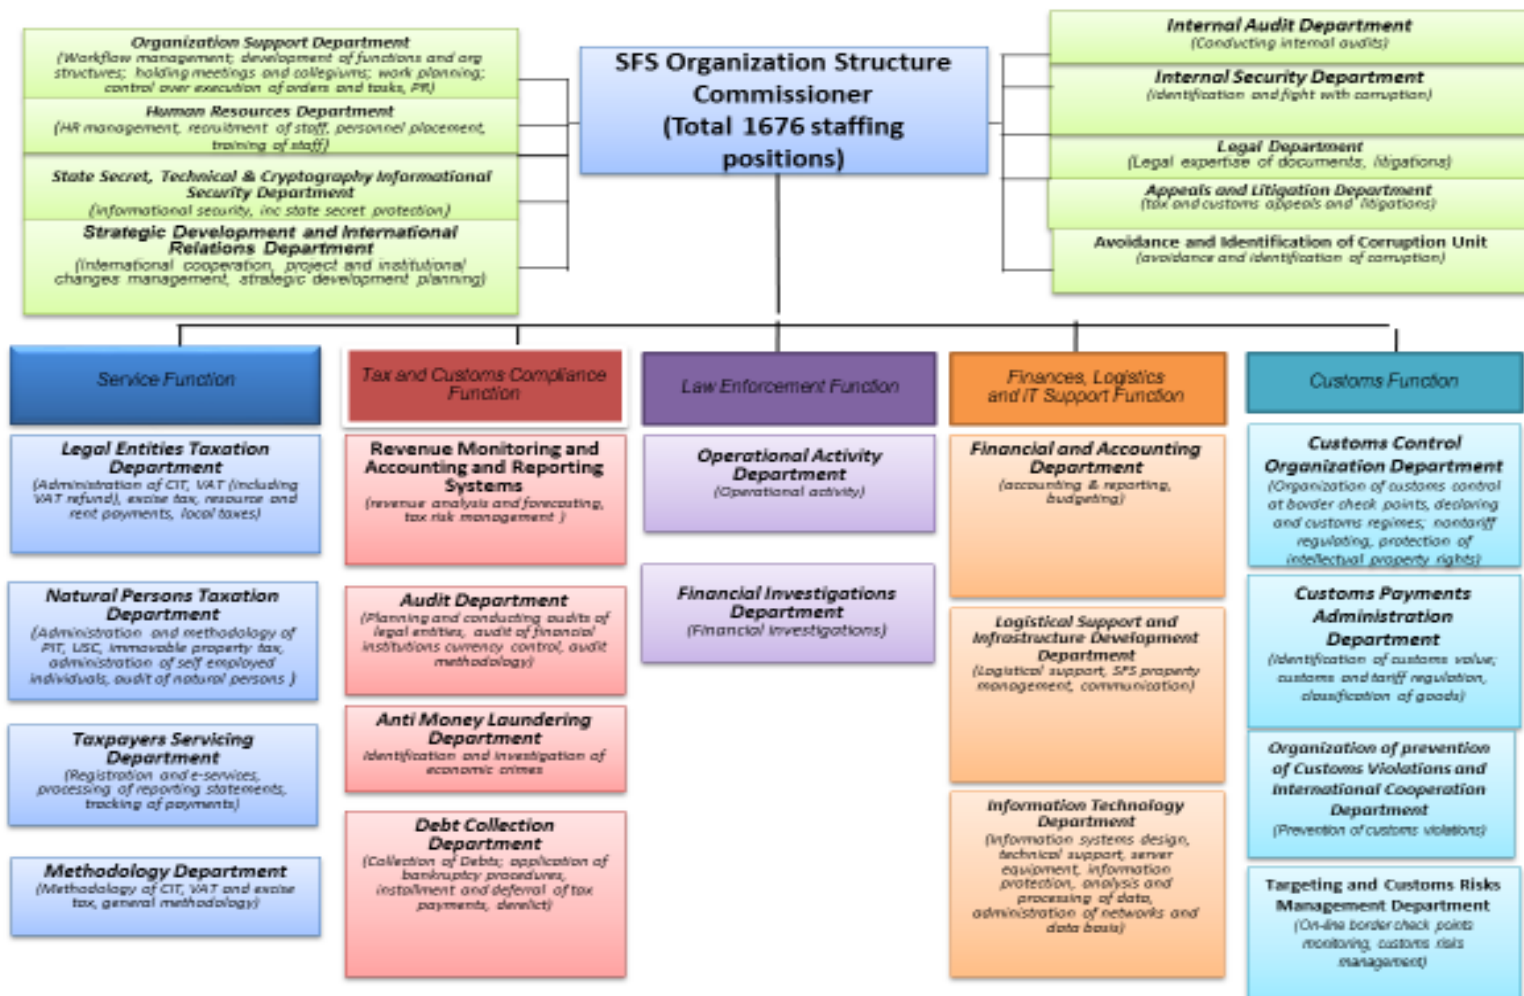 Organization Support Department
(Workflow management; development of functions and org
structures; holding meetings and collegiums; work planning;
control over execution of orders and tasks, PR)
Human Resources Department
(HR management, recruitment of staff, personnel placement,
training of staff)
State Secret, Technical & Cryptography Informational
Security Department
(informational security, inc state secret protection)
Strategic Development and International
Relations Department
(International cooperation, project and institutional
changes management, strategic development planning)
SFS Organization Structure
Commissioner
(Total 1676 staffing
positions)
Internal Audit Department
(Conducting internal audits)
Internal Security Department
(Identification and fight with corruption)
Legal Department
(Legal expertise of documents, litigations)
Appeals and Litigation Department
(tax and customs appeals and litigations)
Avoidance and Identification of Corruption Unit
(avoidance and identification of corruption)
Service Function
Legal Entities Taxation
Department
(Administration of CIT, VAT (including
VAT refund), excise tax, resource and
rent payments, local taxes)
Natural Persons Taxation
Department
(Administration and methodology of
PIT, USC, immovable property tax,
administration of self employed
individuals, audit of natural persons )
Taxpayers Servicing
Department
(Registration and e-services,
processing of reporting statements,
tracking of payments)
Methodology Department
(Methodology of CIT, VAT and excise
tax, general methodology)
Tax and Customs Compliance
Function
Revenue Monitoring and
Accounting and Reporting
Systems
(revenue analysis and forecasting,
tax risk management )
Audit Department
(Planning and conducting audits of
legal entities, audit of financial
institutions currency control, audit
methodology)
Anti Money Laundering
Department
Identification and investigation of
economic crimes
Debt Collection
Department
(Collection of Debts; application of
bankruptcy procedures,
installment and deferral of tax
payments, derelict)
Law Enforcement Function
Operational Activity
Department
(Operational activity)
Financial Investigations
Department
(Financial investigations)
Finances, Logistics
and IT Support Function
Financial and Accounting
Department
(accounting & reporting,
budgeting)
Logistical Support and
Infrastructure Development
Department
(Logistical support, SFS property
management, communication)
Information Technology
Department
(Information systems design,
technical support, server
equipment, information
protection, analysis and
processing of data,
administration of networks and
data basis)
Customs Function
Customs Control
Organization Department
(Organization of customs control
at border check points, declaring
and customs regimes; nontariff
regulating, protection of
intellectual property rights)
Customs Payments
Administration
Department
(Identification of customs value;
customs and tariff regulation,
classification of goods)
Organization of prevention
of Customs Violations and
International Cooperation
Department
(Prevention of customs violations)
Targeting and Customs Risks
Management Department
(On-line border check points
monitoring, customs risks
management)